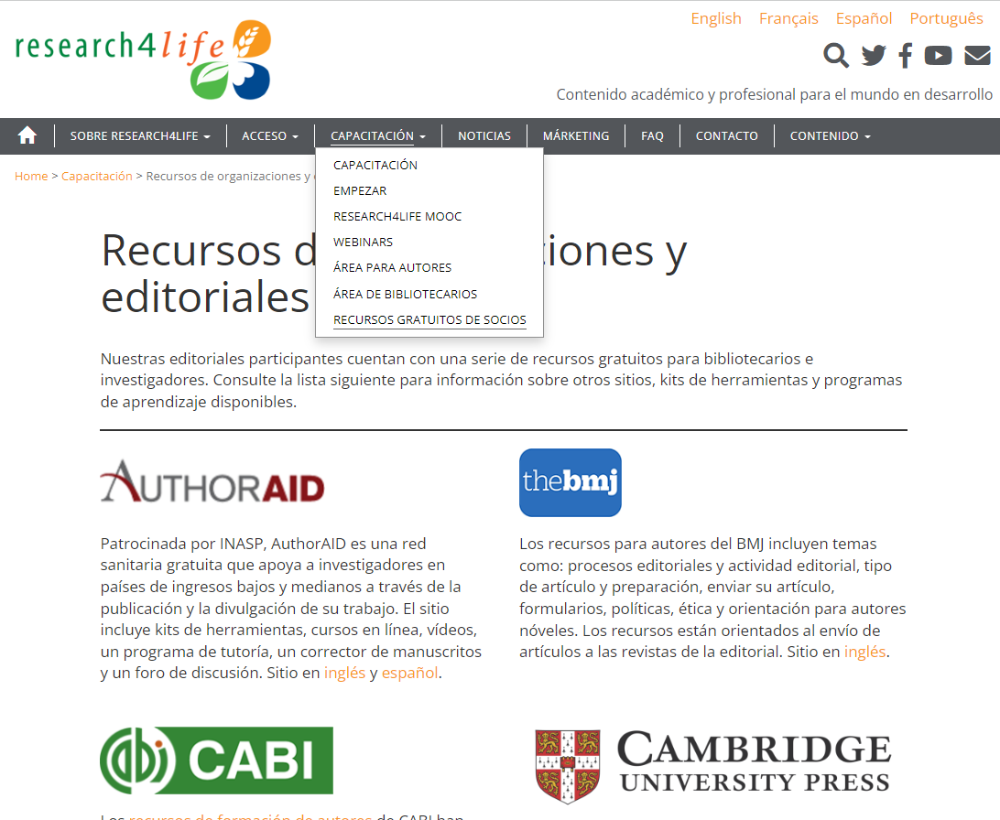 English Français Español Português
research4life
Contenido académico y profesional para el mundo en desarrollo
SOBRE RESEARCH4LIFE ACCESO CAPACITACIÓN NOTICIAS MÁRKETING FAQ CONTACTO CONTENIDO
CAPACITACIÓN
EMPEZAR
RESEARCH4LIFE MOOC
WEBINARS
ÁREA PARA AUTORES
ÁREA DE BIBLIOTECARIOS
RECURSOS GRATUITOS DE SOCIOS
Home > Capacitación > Recursos de organizaciones y
Recursos d ciones y
editoriales
Nuestras editoriales participantes cuentan con una serie de recursos gratuitos para bibliotecarios e
investigadores. Consulte la lista siguiente para información sobre otros sitios, kits de herramientas y programas
de aprendizaje disponibles.
AUTHORAID
Patrocinada por INASP, AuthorAID es una red
sanitaria gratuita que apoya a investigadores en
países de ingresos bajos y medianos a través de la
publicación y la divulgación de su trabajo. El sitio
incluye kits de herramientas, cursos en línea, vídeos,
un programa de tutoría, un corrector de manuscritos
y un foro de discusión. Sitio en inglés y español.
thebmj
Los recursos para autores del BMJ incluyen temas
como: procesos editoriales y actividad editorial, tipo
de artículo y preparación, enviar su artículo,
formularios, políticas, ética y orientación para autores
nóveles. Los recursos están orientados al envío de
artículos a las revistas de la editorial. Sitio en inglés.
CABI
Los recursos de formación de autores de CABI han
CAMBRIDGE
UNIVERSITY PRESS